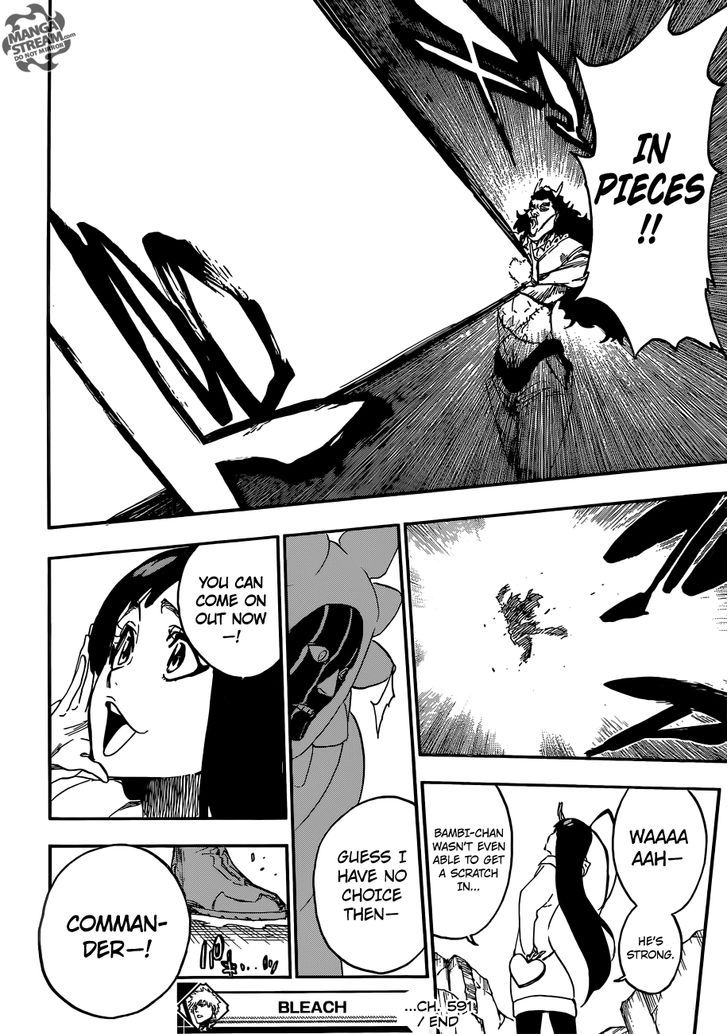 MANGA
STREAM.com
DO NOT MIRROR
IN
PIECES
!!
WAAAA
AAH—
HE'S
STRONG.
BAMBI-CHAN
WASN'T EVEN
ABLE TO GET
A SCRATCH
IN...
GUESS I
HAVE NO
CHOICE
THEN—
YOU CAN
COME ON
OUT NOW
—!
COMMAN-
DER—!
BLEACH
...CH. 591
/ END